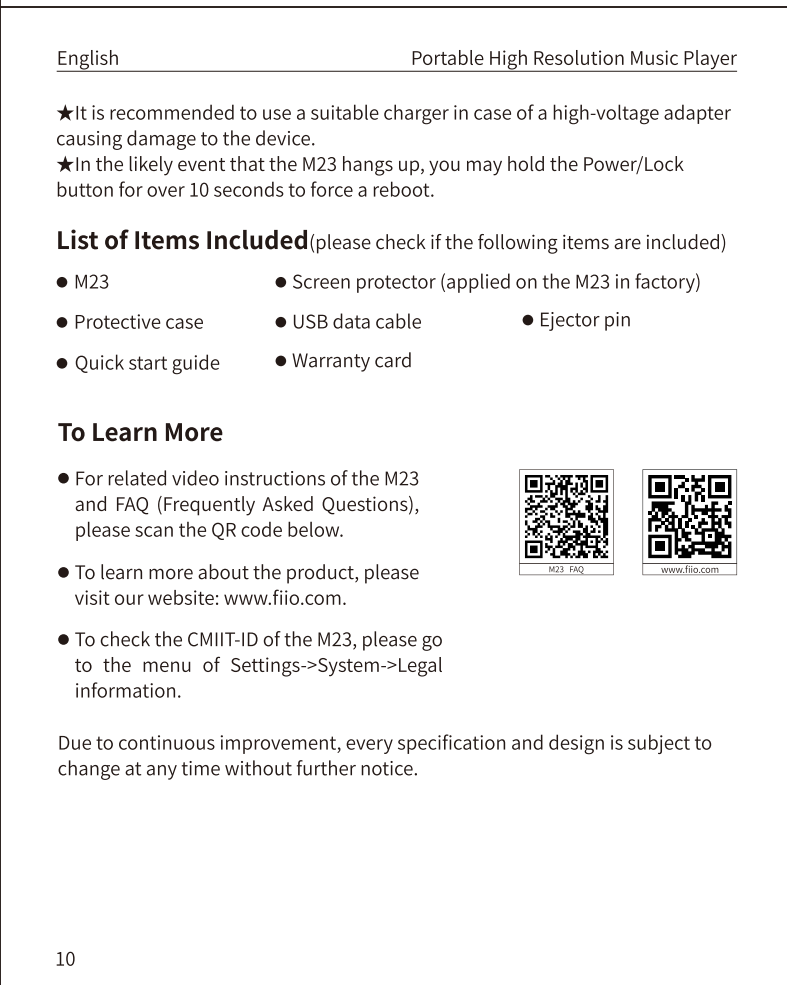 English Portable High Resolution Music Player
★It is recommended to use a suitable charger in case of a high-voltage adapter
causing damage to the device.
★In the likely event that the M23 hangs up, you may hold the Power/Lock
button for over 10 seconds to force a reboot.
List of Items Included(please check if the following items are included)
● M23 ● Screen protector (applied on the M23 in factory)
● Protective case ● USB data cable ● Ejector pin
● Quick start guide ● Warranty card
To Learn More
● For related video instructions of the M23
and FAQ (Frequently Asked Questions),
please scan the QR code below.
● To learn more about the product, please
visit our website: www.fiio.com.
● To check the CMIIT-ID of the M23, please go
to the menu of Settings->System->Legal
information.
M23 FAQ www.fiio.com
Due to continuous improvement, every specification and design is subject to
change at any time without further notice.
10